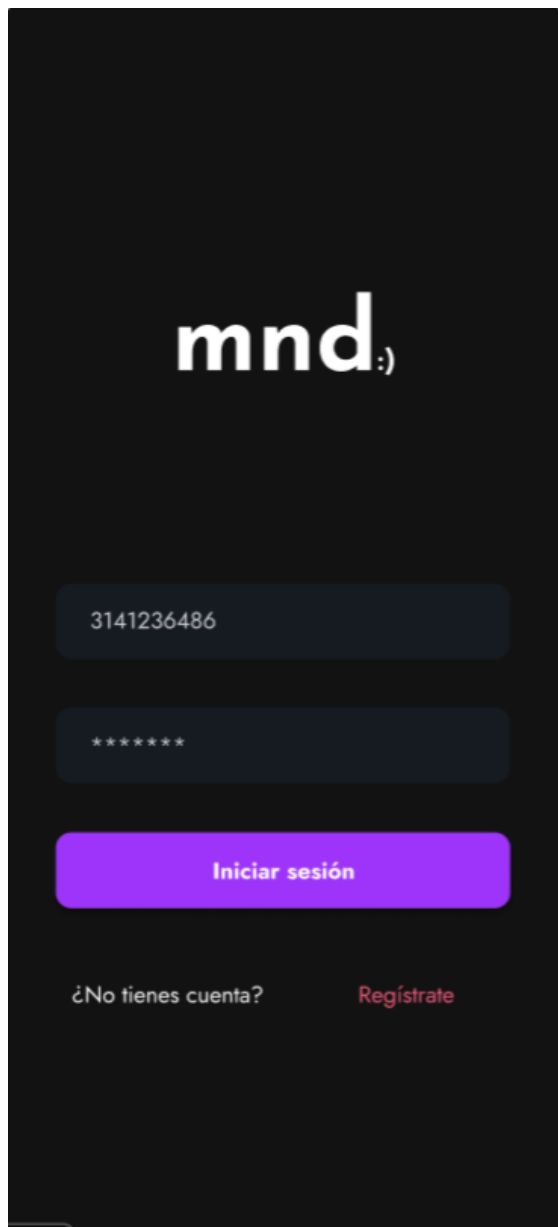 mnd:)
3141236486
*******
Iniciar sesión
¿No tienes cuenta? Regístrate